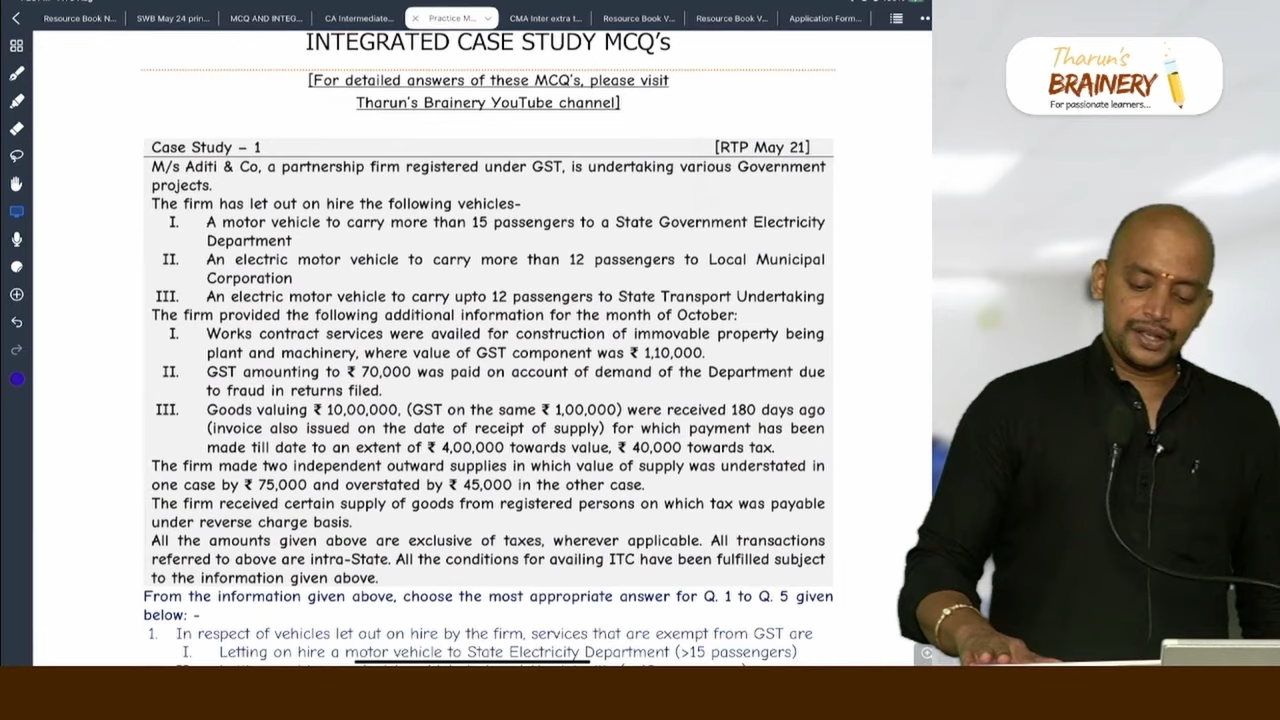 Resource Book N...
SWB May 24 prin...
MCQ AND INTEG...
CA Intermediate...
Practice M...
CMA Inter extra t...
Resource Book V...
Resource Book V...
Application Form...
INTEGRATED CASE STUDY MCQ's
[For detailed answers of these MCQ's, please visit
Tharun's Brainery YouTube channel]
Case Study – 1 [RTP May 21]
M/s Aditi & Co, a partnership firm registered under GST, is undertaking various Government
projects.
The firm has let out on hire the following vehicles-
I. A motor vehicle to carry more than 15 passengers to a State Government Electricity
Department
II. An electric motor vehicle to carry more than 12 passengers to Local Municipal
Corporation
III. An electric motor vehicle to carry upto 12 passengers to State Transport Undertaking
The firm provided the following additional information for the month of October:
I. Works contract services were availed for construction of immovable property being
plant and machinery, where value of GST component was ₹ 1,10,000.
II. GST amounting to ₹ 70,000 was paid on account of demand of the Department due
to fraud in returns filed.
III. Goods valuing ₹ 10,00,000, (GST on the same ₹ 1,00,000) were received 180 days ago
(invoice also issued on the date of receipt of supply) for which payment has been
made till date to an extent of ₹ 4,00,000 towards value, ₹ 40,000 towards tax.
The firm made two independent outward supplies in which value of supply was understated in
one case by ₹ 75,000 and overstated by ₹ 45,000 in the other case.
The firm received certain supply of goods from registered persons on which tax was payable
under reverse charge basis.
All the amounts given above are exclusive of taxes, wherever applicable. All transactions
referred to above are intra-State. All the conditions for availing ITC have been fulfilled subject
to the information given above.
From the information given above, choose the most appropriate answer for Q. 1 to Q. 5 given
below: -
1. In respect of vehicles let out on hire by the firm, services that are exempt from GST are
I. Letting on hire a motor vehicle to State Electricity Department (>15 passengers)
Tharun's
BRAINERY
For passionate learners...